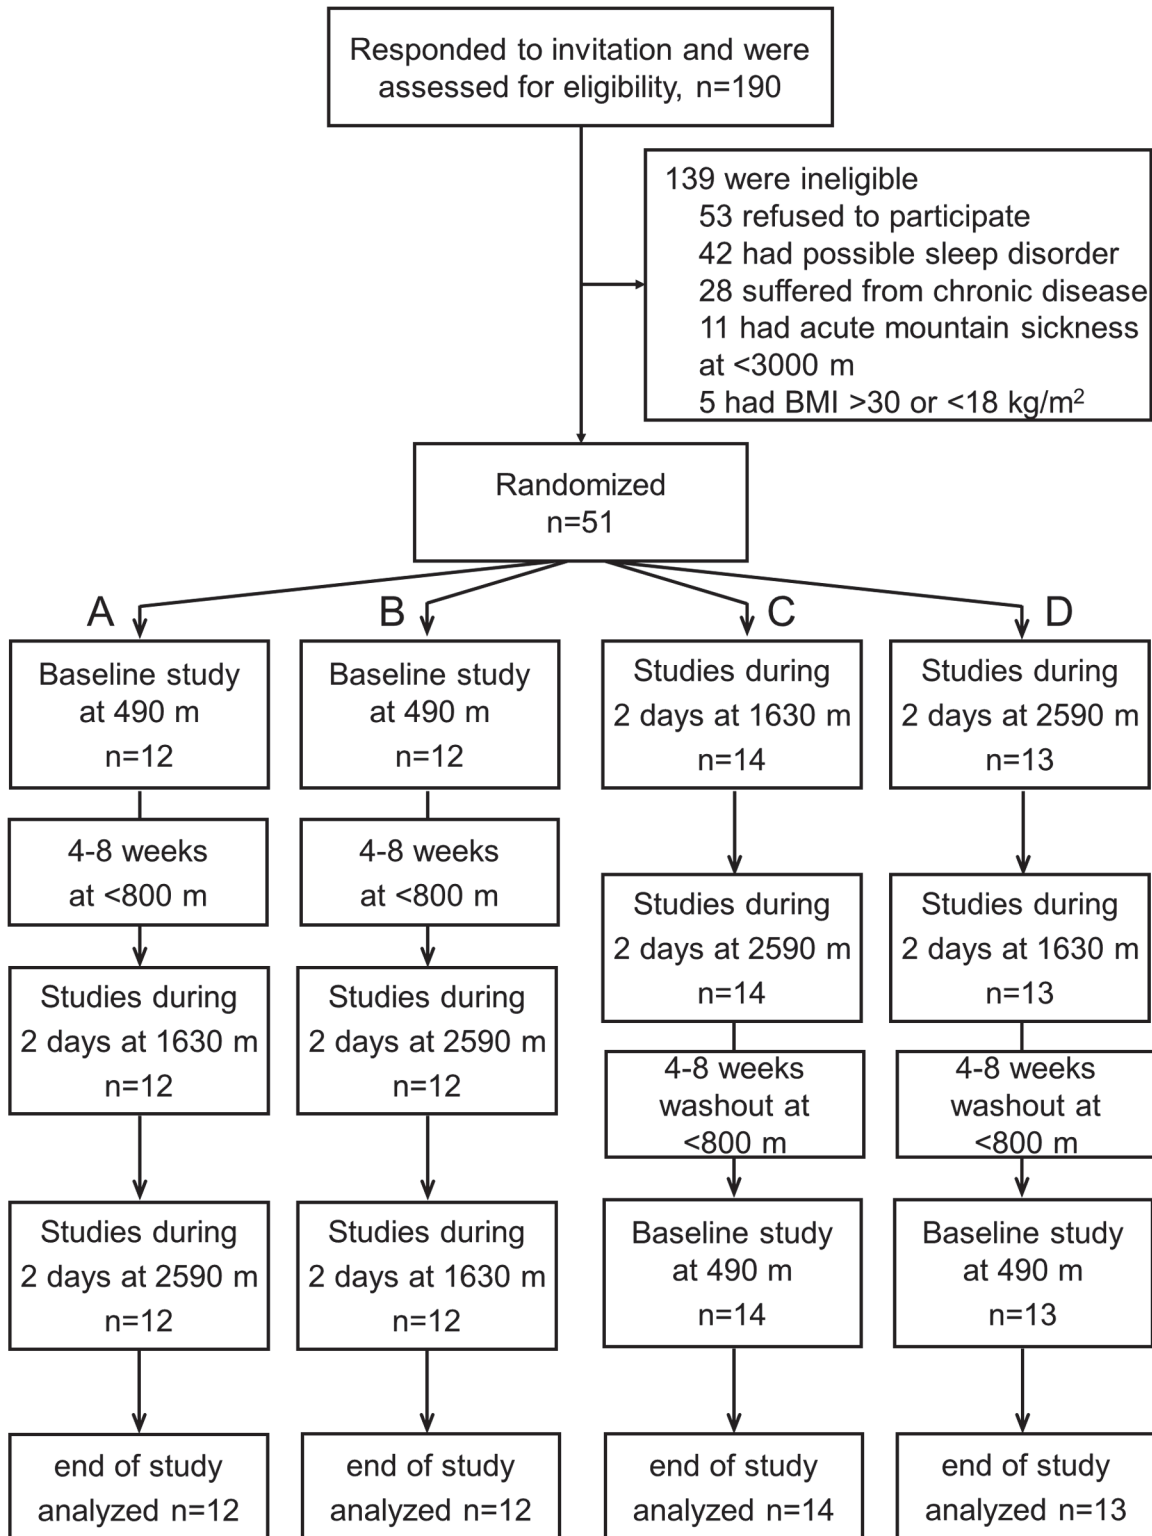 Responded to invitation and were
assessed for eligibility, n=190
139 were ineligible
53 refused to participate
42 had possible sleep disorder
28 suffered from chronic disease
11 had acute mountain sickness
at <3000 m
5 had BMI >30 or <18 kg/m²
Randomized
n=51
A
Baseline study
at 490 m
n=12
4-8 weeks
at <800 m
Studies during
2 days at 1630 m
n=12
Studies during
2 days at 2590 m
n=12
end of study
analyzed n=12
B
Baseline study
at 490 m
n=12
4-8 weeks
at <800 m
Studies during
2 days at 2590 m
n=12
Studies during
2 days at 1630 m
n=12
end of study
analyzed n=12
C
Studies during
2 days at 1630 m
n=14
Studies during
2 days at 2590 m
n=14
4-8 weeks
washout at
<800 m
Baseline study
at 490 m
n=14
end of study
analyzed n=14
D
Studies during
2 days at 2590 m
n=13
Studies during
2 days at 1630 m
n=13
4-8 weeks
washout at
<800 m
Baseline study
at 490 m
n=13
end of study
analyzed n=13